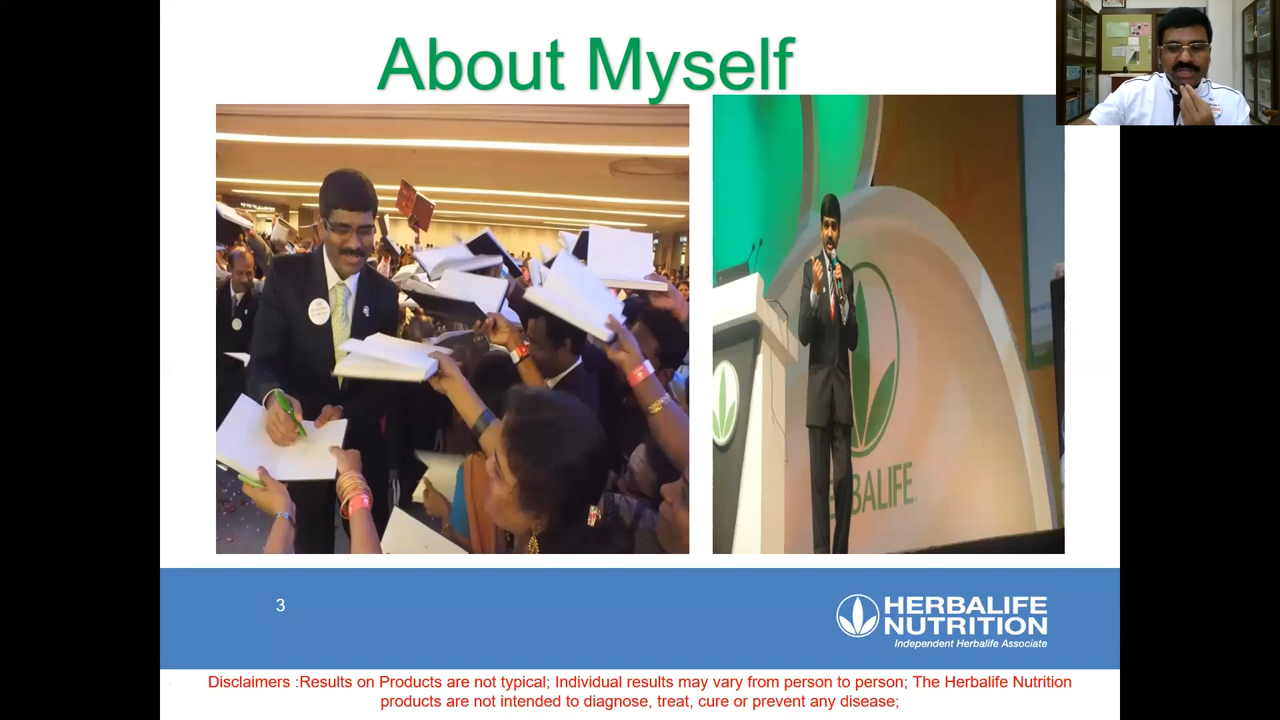 About Myself
HERBALIFE
3
HERBALIFE
NUTRITION
Independent Herbalife Associate
Disclaimers :Results on Products are not typical; Individual results may vary from person to person; The Herbalife Nutrition
products are not intended to diagnose, treat, cure or prevent any disease;